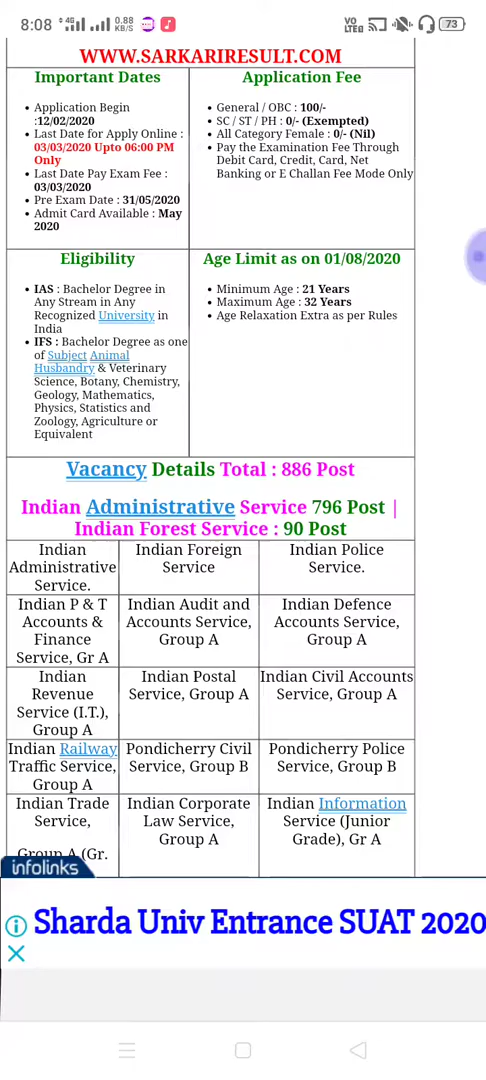 8:08 4G 0.88 KB/S VO LTE 73
WWW.SARKARIRESULT.COM
Important Dates
Application Begin
:12/02/2020
Last Date for Apply Online :
03/03/2020 Upto 06:00 PM
Only
Last Date Pay Exam Fee :
03/03/2020
Pre Exam Date : 31/05/2020
Admit Card Available : May
2020
Application Fee
General / OBC : 100/-
SC / ST / PH : 0/- (Exempted)
All Category Female : 0/- (Nil)
Pay the Examination Fee Through
Debit Card, Credit, Card, Net
Banking or E Challan Fee Mode Only
Eligibility
IAS : Bachelor Degree in
Any Stream in Any
Recognized University in
India
IFS : Bachelor Degree as one
of Subject Animal
Husbandry & Veterinary
Science, Botany, Chemistry,
Geology, Mathematics,
Physics, Statistics and
Zoology, Agriculture or
Equivalent
Age Limit as on 01/08/2020
Minimum Age : 21 Years
Maximum Age : 32 Years
Age Relaxation Extra as per Rules
Vacancy Details Total : 886 Post
Indian Administrative Service 796 Post |
Indian Forest Service : 90 Post
Indian
Administrative
Service.
Indian Foreign
Service
Indian Police
Service.
Indian P & T
Accounts &
Finance
Service, Gr A
Indian Audit and
Accounts Service,
Group A
Indian Defence
Accounts Service,
Group A
Indian
Revenue
Service (I.T.),
Group A
Indian Postal
Service, Group A
Indian Civil Accounts
Service, Group A
Indian Railway
Traffic Service,
Group A
Pondicherry Civil
Service, Group B
Pondicherry Police
Service, Group B
Indian Trade
Service,
Group A (Gr.
Indian Corporate
Law Service,
Group A
Indian Information
Service (Junior
Grade), Gr A
infolinks
Sharda Univ Entrance SUAT 2020